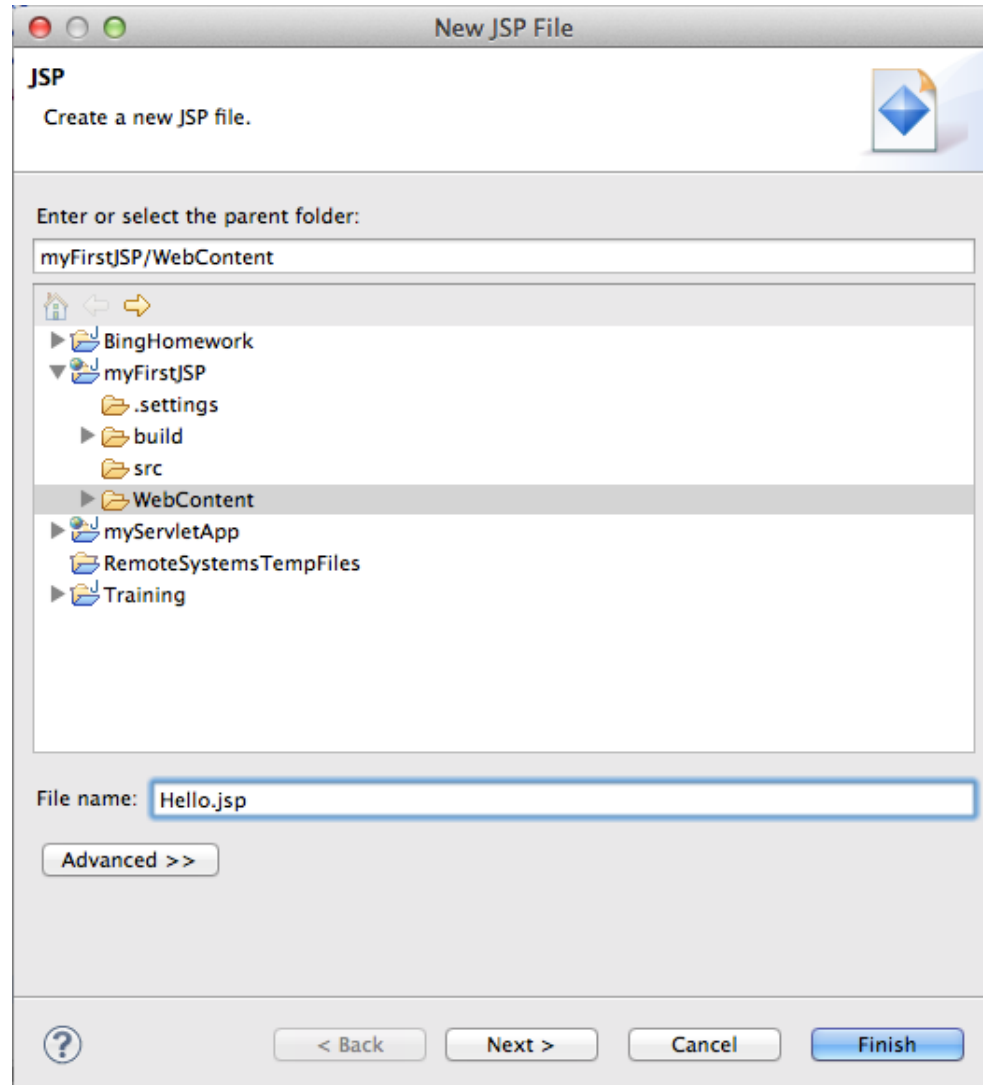 New JSP File
JSP
Create a new JSP file.
Enter or select the parent folder:
myFirstJSP/WebContent
BingHomework
myFirstJSP
.settings
build
src
WebContent
myServletApp
RemoteSystemsTempFiles
Training
File name: Hello.jsp
Advanced >>
? < Back Next > Cancel Finish